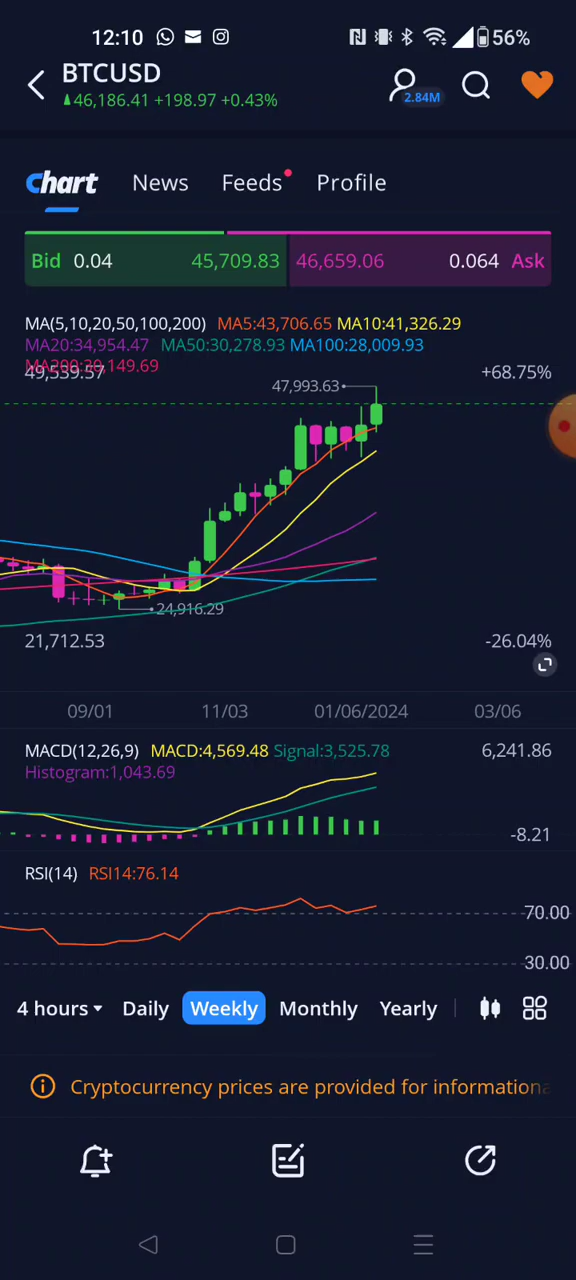 12:10 56%
BTCUSD
46,186.41 +198.97 +0.43%
2.84M
Chart News Feeds Profile
Bid 0.04 45,709.83 46,659.06 0.064 Ask
MA(5,10,20,50,100,200) MA5:43,706.65 MA10:41,326.29
MA20:34,954.47 MA50:30,278.93 MA100:28,009.93
49,539.57 +68.75%
47,993.63
24,916.29
21,712.53 -26.04%
09/01 11/03 01/06/2024 03/06
MACD(12,26,9) MACD:4,569.48 Signal:3,525.78 6,241.86
Histogram:1,043.69
-8.21
RSI(14) RSI14:76.14
70.00
30.00
4 hours Daily Weekly Monthly Yearly
Cryptocurrency prices are provided for informationa